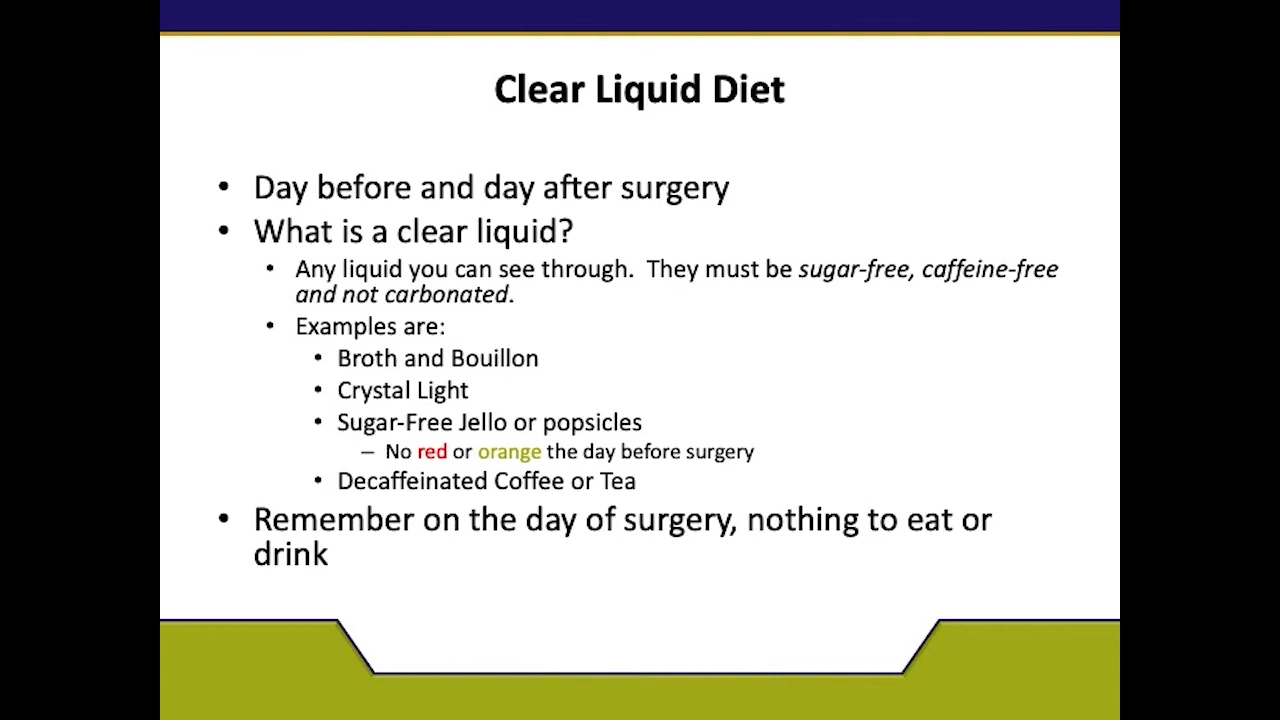 Clear Liquid Diet
• Day before and day after surgery
• What is a clear liquid?
• Any liquid you can see through.  They must be sugar-free, caffeine-free
and not carbonated.
• Examples are:
• Broth and Bouillon
• Crystal Light
• Sugar-Free Jello or popsicles
– No red or orange the day before surgery
• Decaffeinated Coffee or Tea
• Remember on the day of surgery, nothing to eat or
drink